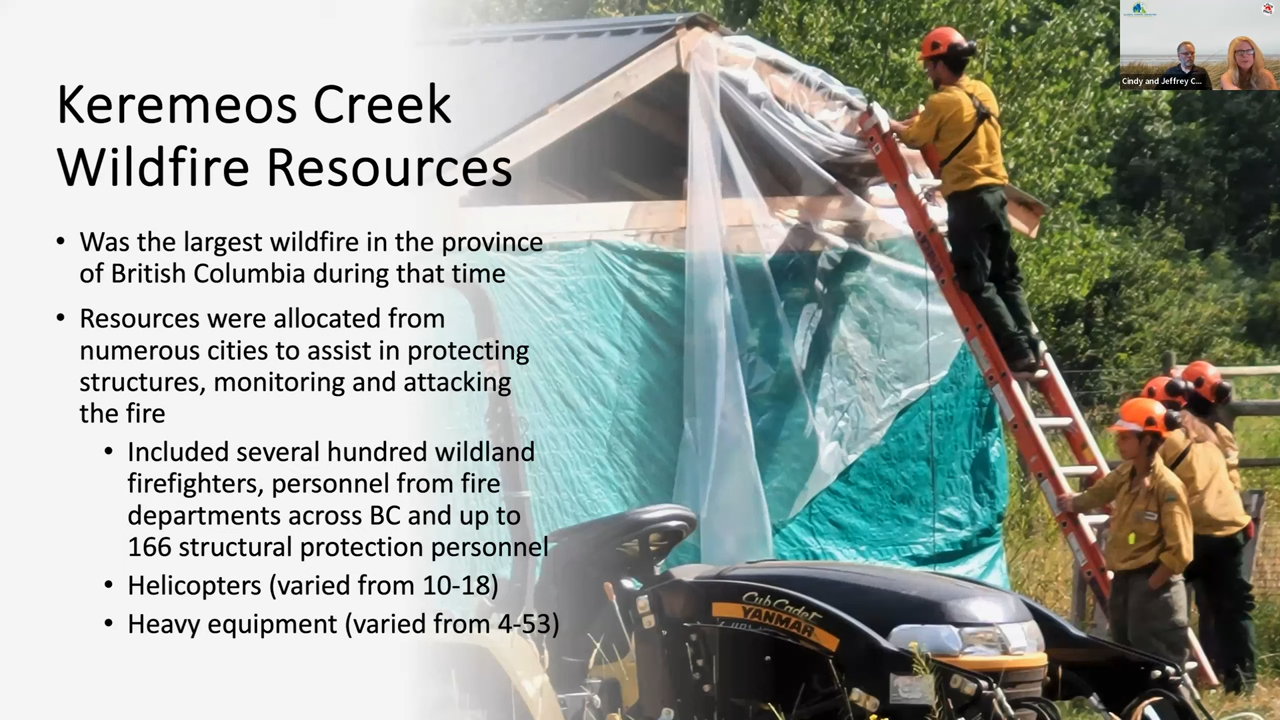 Cindy and Jeffrey C...
Keremeos Creek
Wildfire Resources
• Was the largest wildfire in the province
of British Columbia during that time
• Resources were allocated from
numerous cities to assist in protecting
structures, monitoring and attacking
the fire
• Included several hundred wildland
firefighters, personnel from fire
departments across BC and up to
166 structural protection personnel
• Helicopters (varied from 10-18)
• Heavy equipment (varied from 4-53)
Cub Cadet
YANMAR